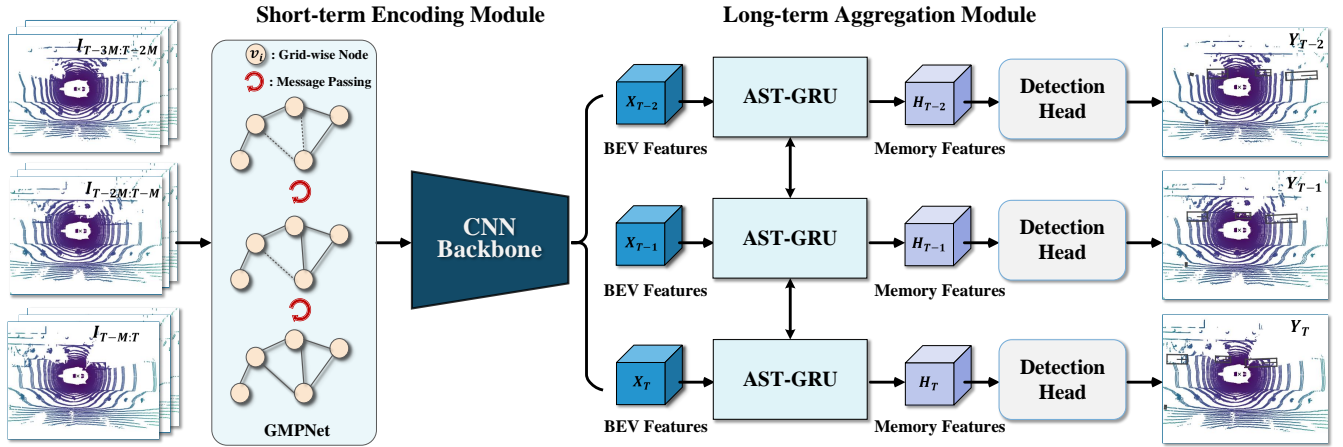 Short-term Encoding Module
Long-term Aggregation Module
I_{T-3M:T-2M}
I_{T-2M:T-M}
I_{T-M:T}
v_i : Grid-wise Node
: Message Passing
GMPNet
CNN
Backbone
X_{T-2}
BEV Features
AST-GRU
H_{T-2}
Memory Features
Detection
Head
Y_{T-2}
X_{T-1}
BEV Features
AST-GRU
H_{T-1}
Memory Features
Detection
Head
Y_{T-1}
X_T
BEV Features
AST-GRU
H_T
Memory Features
Detection
Head
Y_T